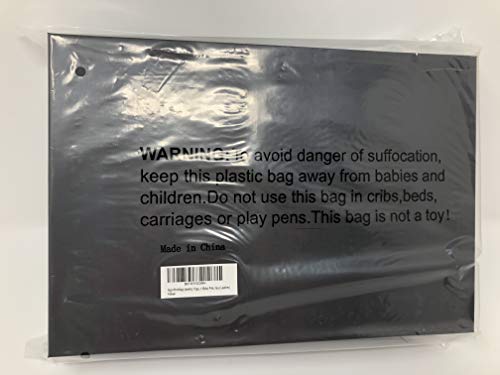 WARNING: to avoid danger of suffocation,
keep this plastic bag away from babies and
children.Do not use this bag in cribs,beds,
carriages or play pens.This bag is not a toy!
Made in China